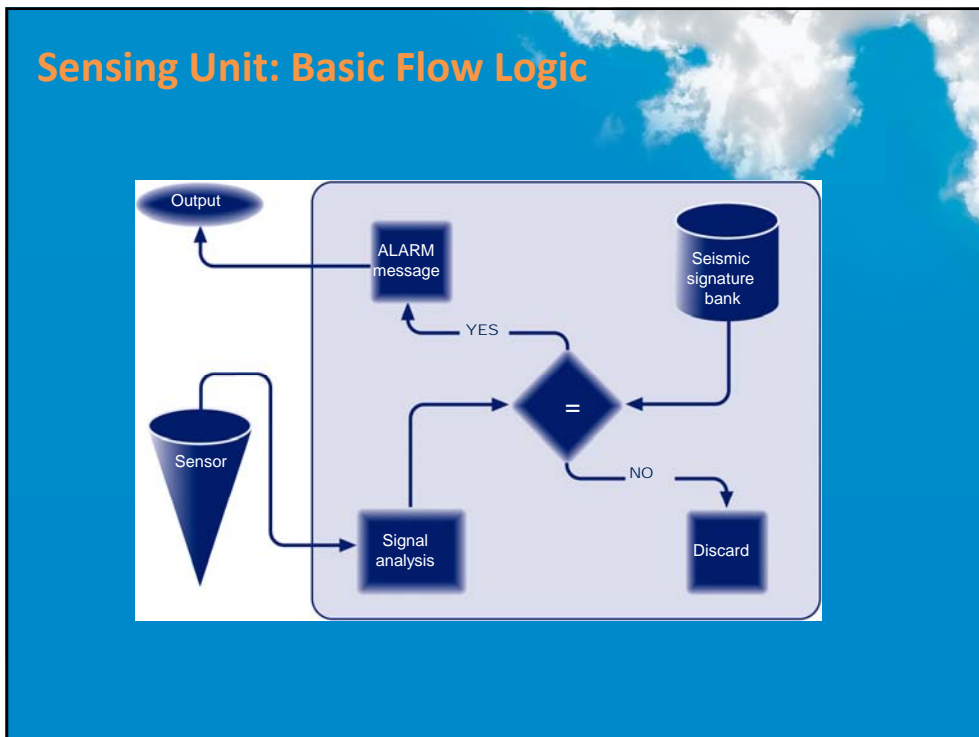 Sensing Unit: Basic Flow Logic
Output
ALARM
message
Seismic
signature
bank
YES
=
Sensor
NO
Signal
analysis
Discard